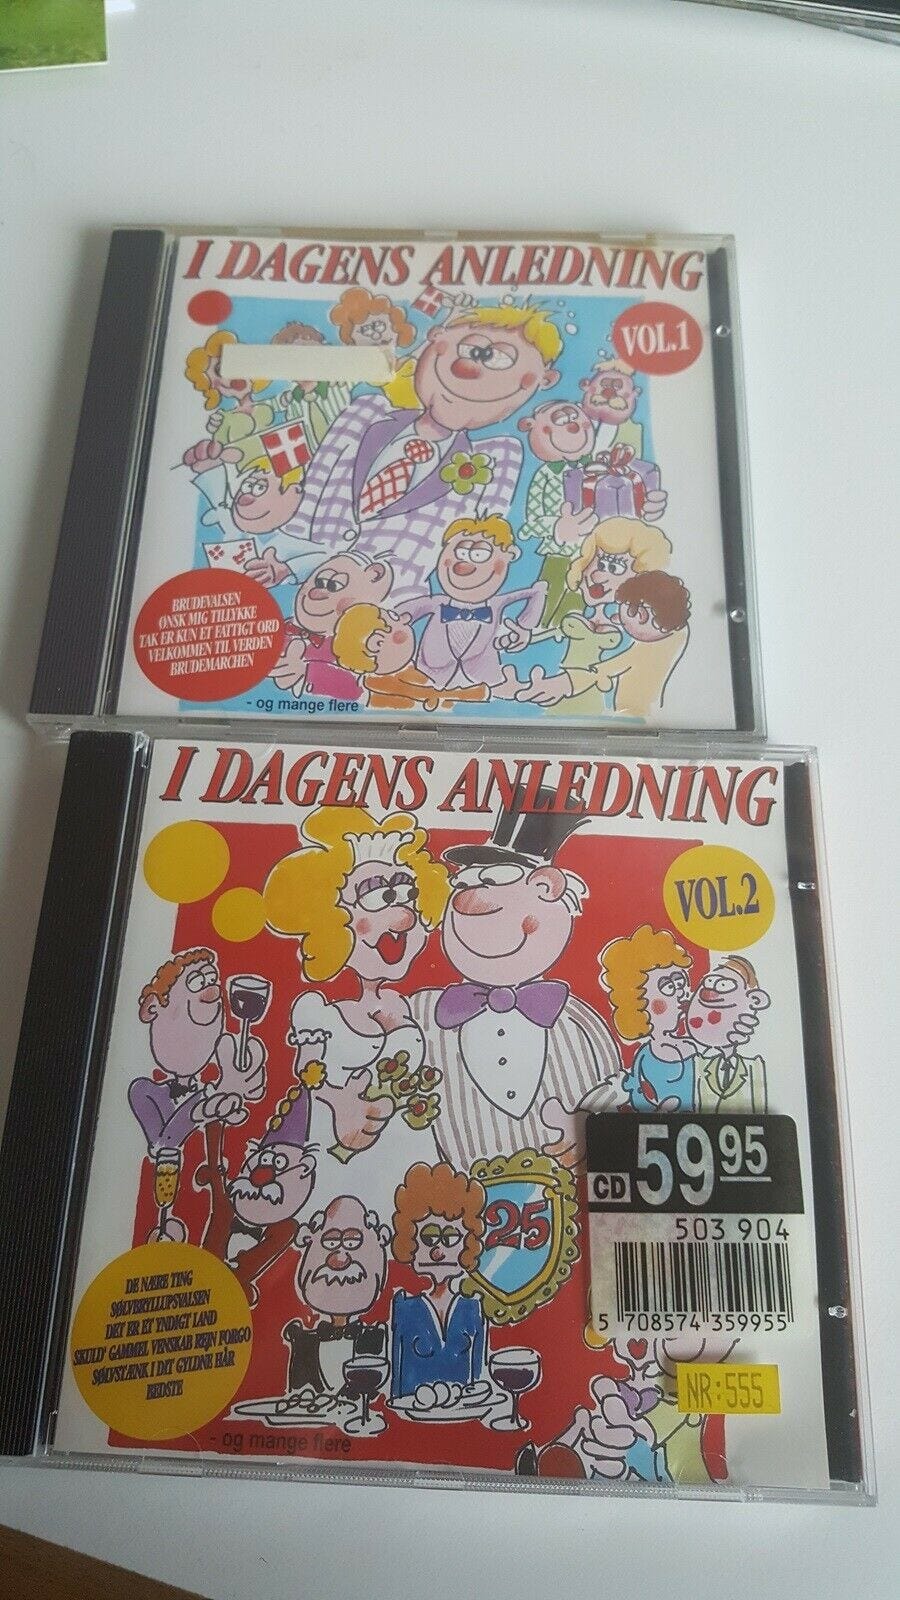 I DAGENS ANLEDNING
VOL.1
BRUDEVALSEN
ØNSK MIG TILLYKKE
TAK ER KUN ET FATTIGT ORD
VELKOMMEN TIL VERDEN
BRUDEMARCHEN
- og mange flere
I DAGENS ANLEDNING
VOL.2
25
CD 59 95
503 904
5 708574 359955
NR:555
DE NÆRE TING
SØLVBRYLLUPSVALSEN
DET ER ET YNDIGT LAND
SKULD' GAMMEL VENSKAB REJN FORGO
SØLVSTÆNK I DIT GYLDNE HÅR
BEDSTE
- og mange flere